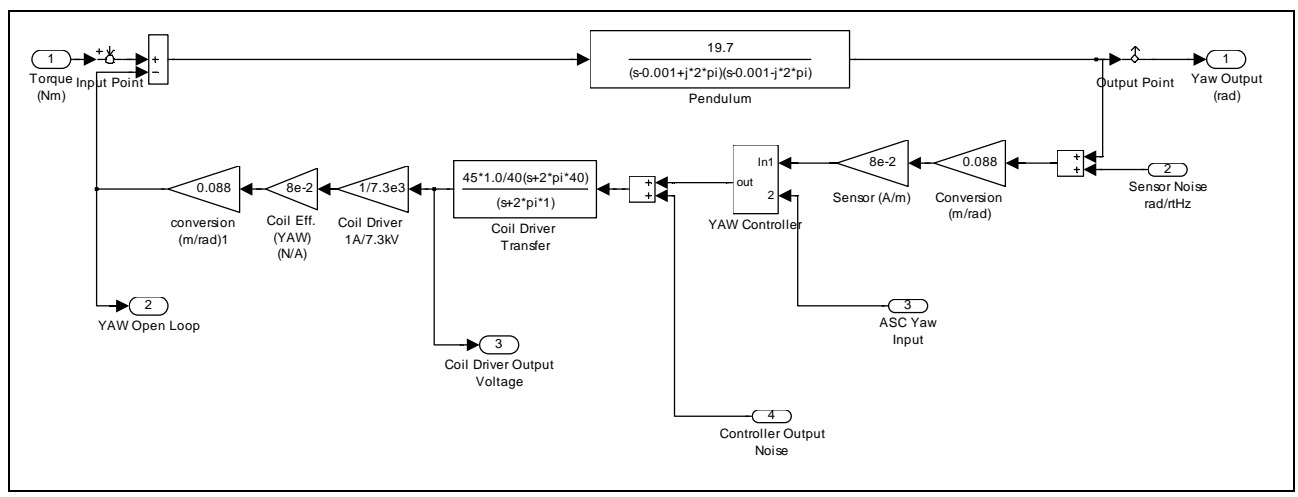 1
Torque
(Nm)
+
Input Point
+
−
19.7
(s-0.001+j*2*pi)(s-0.001-j*2*pi)
Pendulum
Output Point
1
Yaw Output
(rad)
0.088
conversion
(m/rad)1
8e-2
Coil Eff.
(YAW)
(N/A)
1/7.3e3
Coil Driver
1A/7.3kV
45*1.0/40(s+2*pi*40)
(s+2*pi*1)
Coil Driver
Transfer
+
+
In1
out
2
YAW Controller
8e-2
Sensor (A/m)
0.088
Conversion
(m/rad)
+
+
2
Sensor Noise
rad/rtHz
2
YAW Open Loop
3
Coil Driver Output
Voltage
3
ASC Yaw
Input
4
Controller Output
Noise